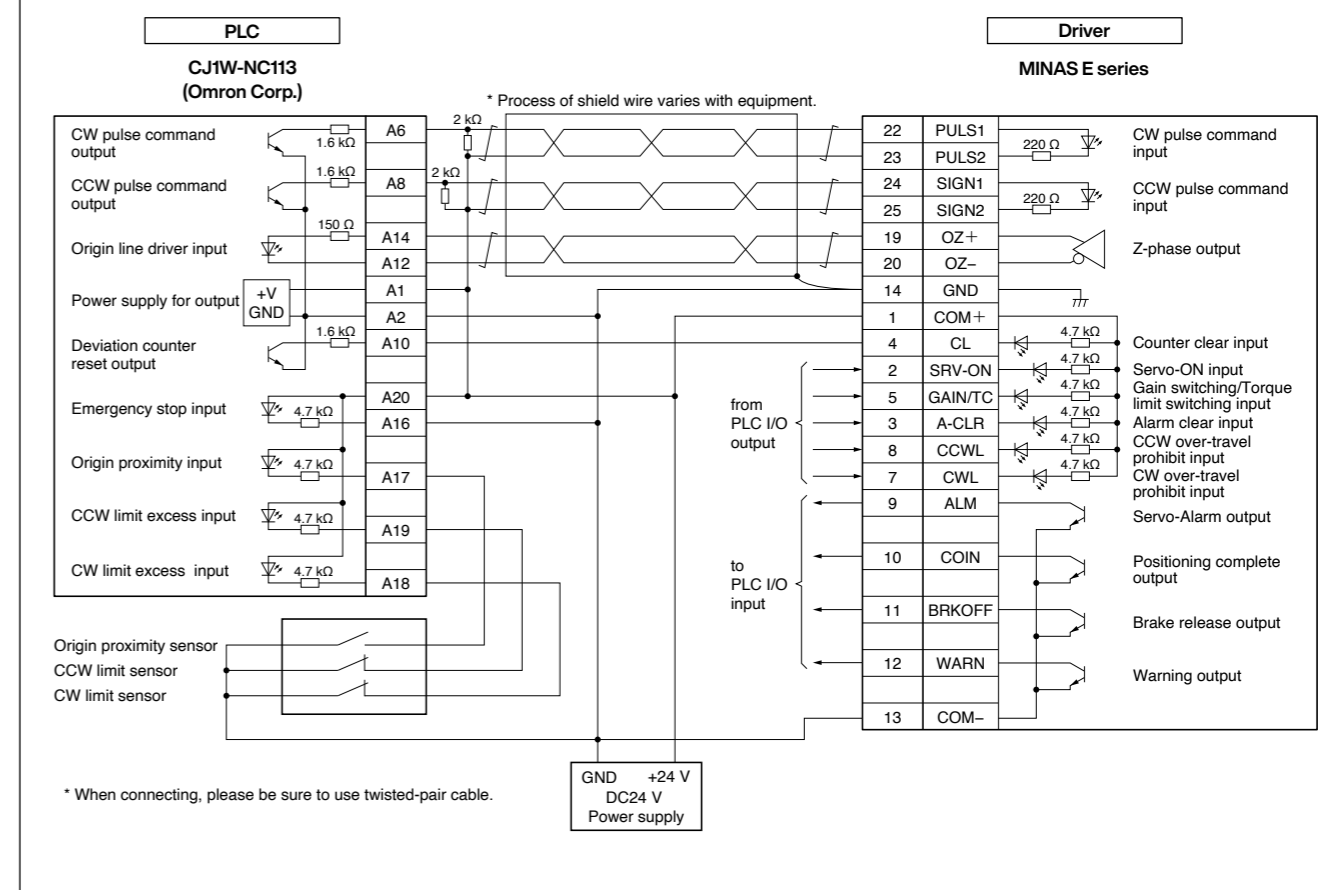 PLC
Driver
CJ1W-NC113
(Omron Corp.)
MINAS E series
* Process of shield wire varies with equipment.
CW pulse command
output
1.6 kΩ
A6
2 kΩ
22 PULS1
220 Ω
CW pulse command
input
23 PULS2
CCW pulse command
output
1.6 kΩ
A8
2 kΩ
24 SIGN1
220 Ω
CCW pulse command
input
25 SIGN2
Origin line driver input
150 Ω
A14
19 OZ+
Z-phase output
A12
20 OZ–
Power supply for output
+V
GND
A1
14 GND
A2
1 COM+
Deviation counter
reset output
1.6 kΩ
A10
4 CL
4.7 kΩ
Counter clear input
2 SRV-ON
4.7 kΩ
Servo-ON input
Emergency stop input
4.7 kΩ
A20
A16
from
PLC I/O
output
5 GAIN/TC
4.7 kΩ
Gain switching/Torque
limit switching input
3 A-CLR
4.7 kΩ
Alarm clear input
Origin proximity input
4.7 kΩ
A17
8 CCWL
4.7 kΩ
CCW over-travel
prohibit input
7 CWL
4.7 kΩ
CW over-travel
prohibit input
CCW limit excess input
4.7 kΩ
A19
9 ALM
Servo-Alarm output
CW limit excess input
4.7 kΩ
A18
to
PLC I/O
input
10 COIN
Positioning complete
output
11 BRKOFF
Brake release output
12 WARN
Warning output
13 COM–
Origin proximity sensor
CCW limit sensor
CW limit sensor
GND +24 V
DC24 V
Power supply
* When connecting, please be sure to use twisted-pair cable.